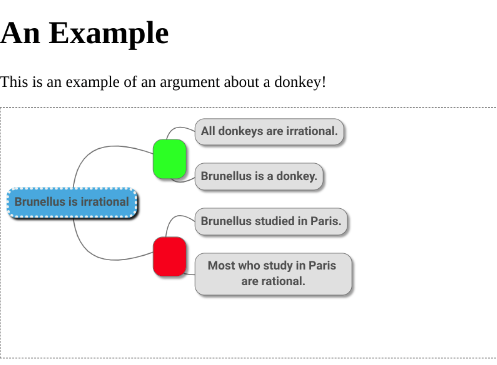 An Example
This is an example of an argument about a donkey!
All donkeys are irrational.
Brunellus is a donkey.
Brunellus is irrational
Brunellus studied in Paris.
Most who study in Paris
are rational.